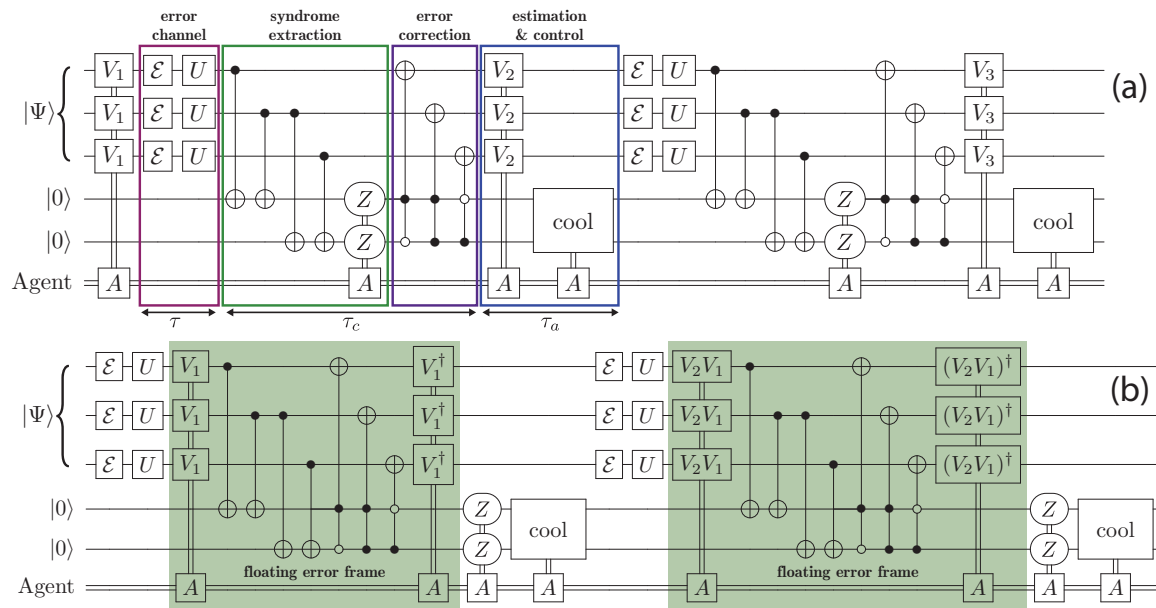 error syndrome error estimation
channel extraction correction & control
V₁ ℰ U V₂ ℰ U V₃
(a)
|Ψ⟩ V₁ ℰ U V₂ ℰ U V₃
V₁ ℰ U V₂ ℰ U V₃
|0⟩ Z cool Z cool
|0⟩ Z Z
Agent A A A A A A A
τ τ_c τ_a
ℰ U V₁ V₁† ℰ U V₂V₁ (V₂V₁)†
(b)
|Ψ⟩ ℰ U V₁ V₁† ℰ U V₂V₁ (V₂V₁)†
ℰ U V₁ V₁† ℰ U V₂V₁ (V₂V₁)†
|0⟩ Z cool Z cool
|0⟩ Z Z
floating error frame floating error frame
Agent A A A A A A A A